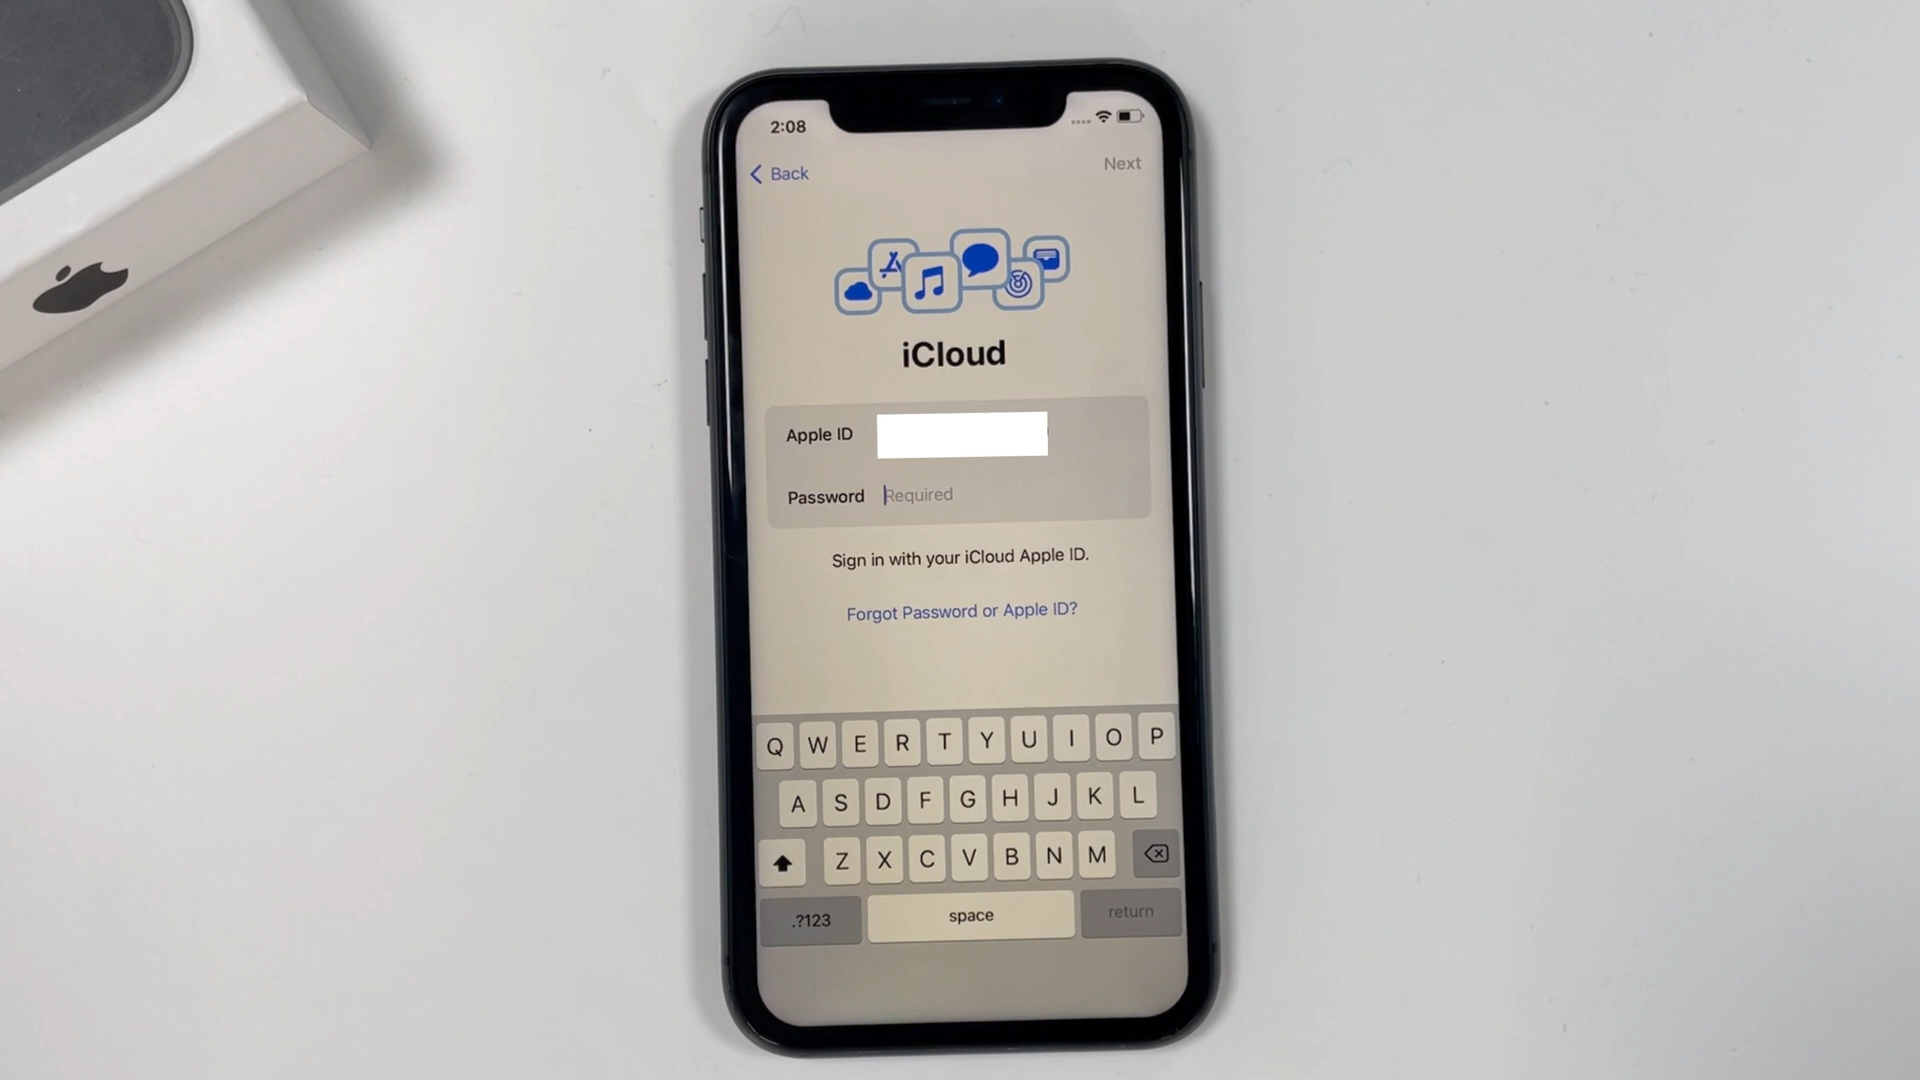 2:08
Back
Next
iCloud
Apple ID
Password Required
Sign in with your iCloud Apple ID.
Forgot Password or Apple ID?
Q W E R T Y U I O P
A S D F G H J K L
Z X C V B N M
.?123 space return